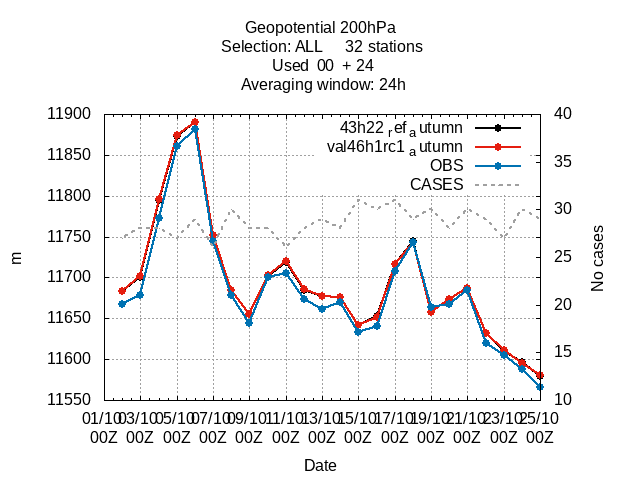 Geopotential 200hPa
Selection: ALL 32 stations
Used 00 + 24
Averaging window: 24h
43h22refautumn
val46h1rc1autumn
OBS
CASES
11900
11850
11800
11750
11700
11650
11600
11550
m
40
35
30
25
20
15
10
No cases
01/10 03/10 05/10 07/10 09/10 11/10 13/10 15/10 17/10 19/10 21/10 23/10 25/10
00Z 00Z 00Z 00Z 00Z 00Z 00Z 00Z 00Z 00Z 00Z 00Z 00Z
Date